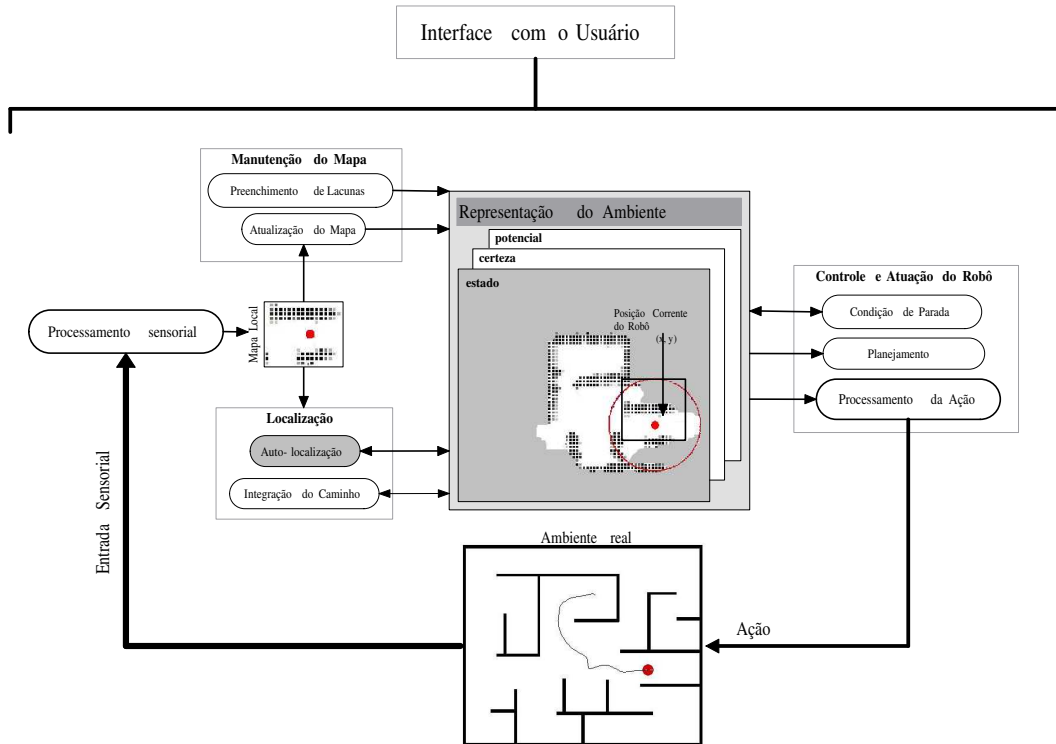 Interface com o Usuário
Manutenção do Mapa
Preenchimento de Lacunas
Atualização do Mapa
Representação do Ambiente
potencial
certeza
estado
Posição Corrente
do Robô
(x, y)
Controle e Atuação do Robô
Condição de Parada
Planejamento
Processamento da Ação
Processamento sensorial
Mapa Local
Localização
Auto- localização
Integração do Caminho
Entrada Sensorial
Ambiente real
Ação